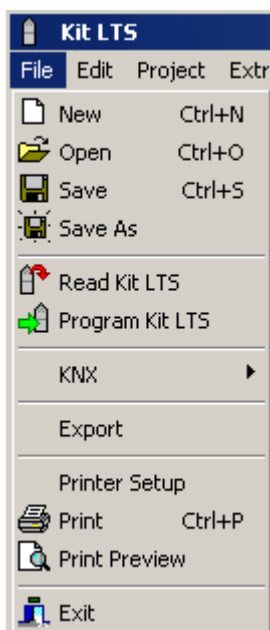 Kit LTS
File Edit Project Extr
New Ctrl+N
Open Ctrl+O
Save Ctrl+S
Save As
Read Kit LTS
Program Kit LTS
KNX
Export
Printer Setup
Print Ctrl+P
Print Preview
Exit